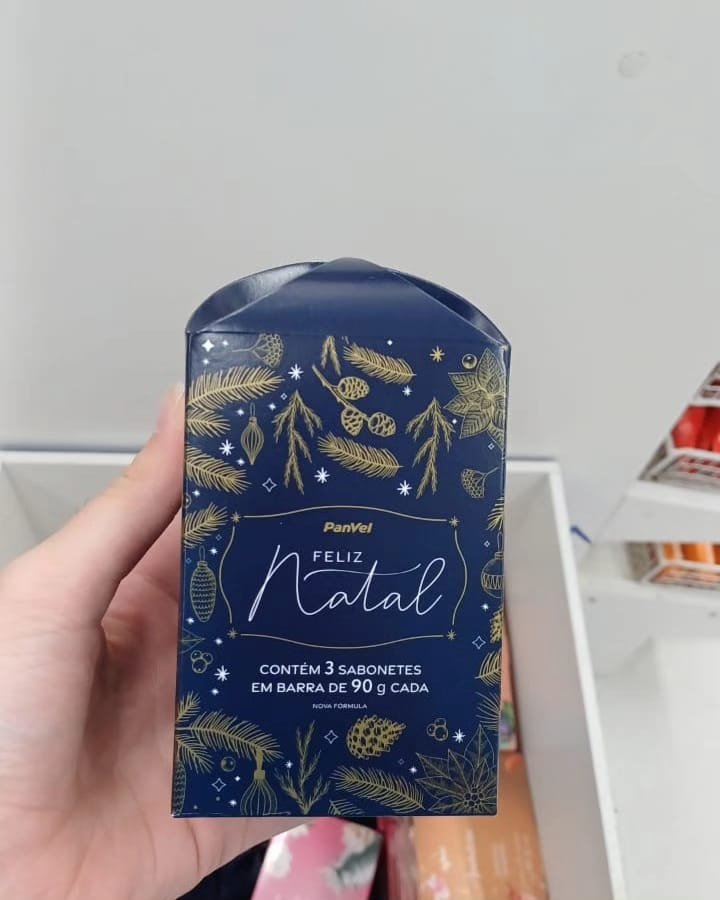 PanVel
FELIZ
Natal
CONTÉM 3 SABONETES
EM BARRA DE 90 g CADA
NOVA FÓRMULA